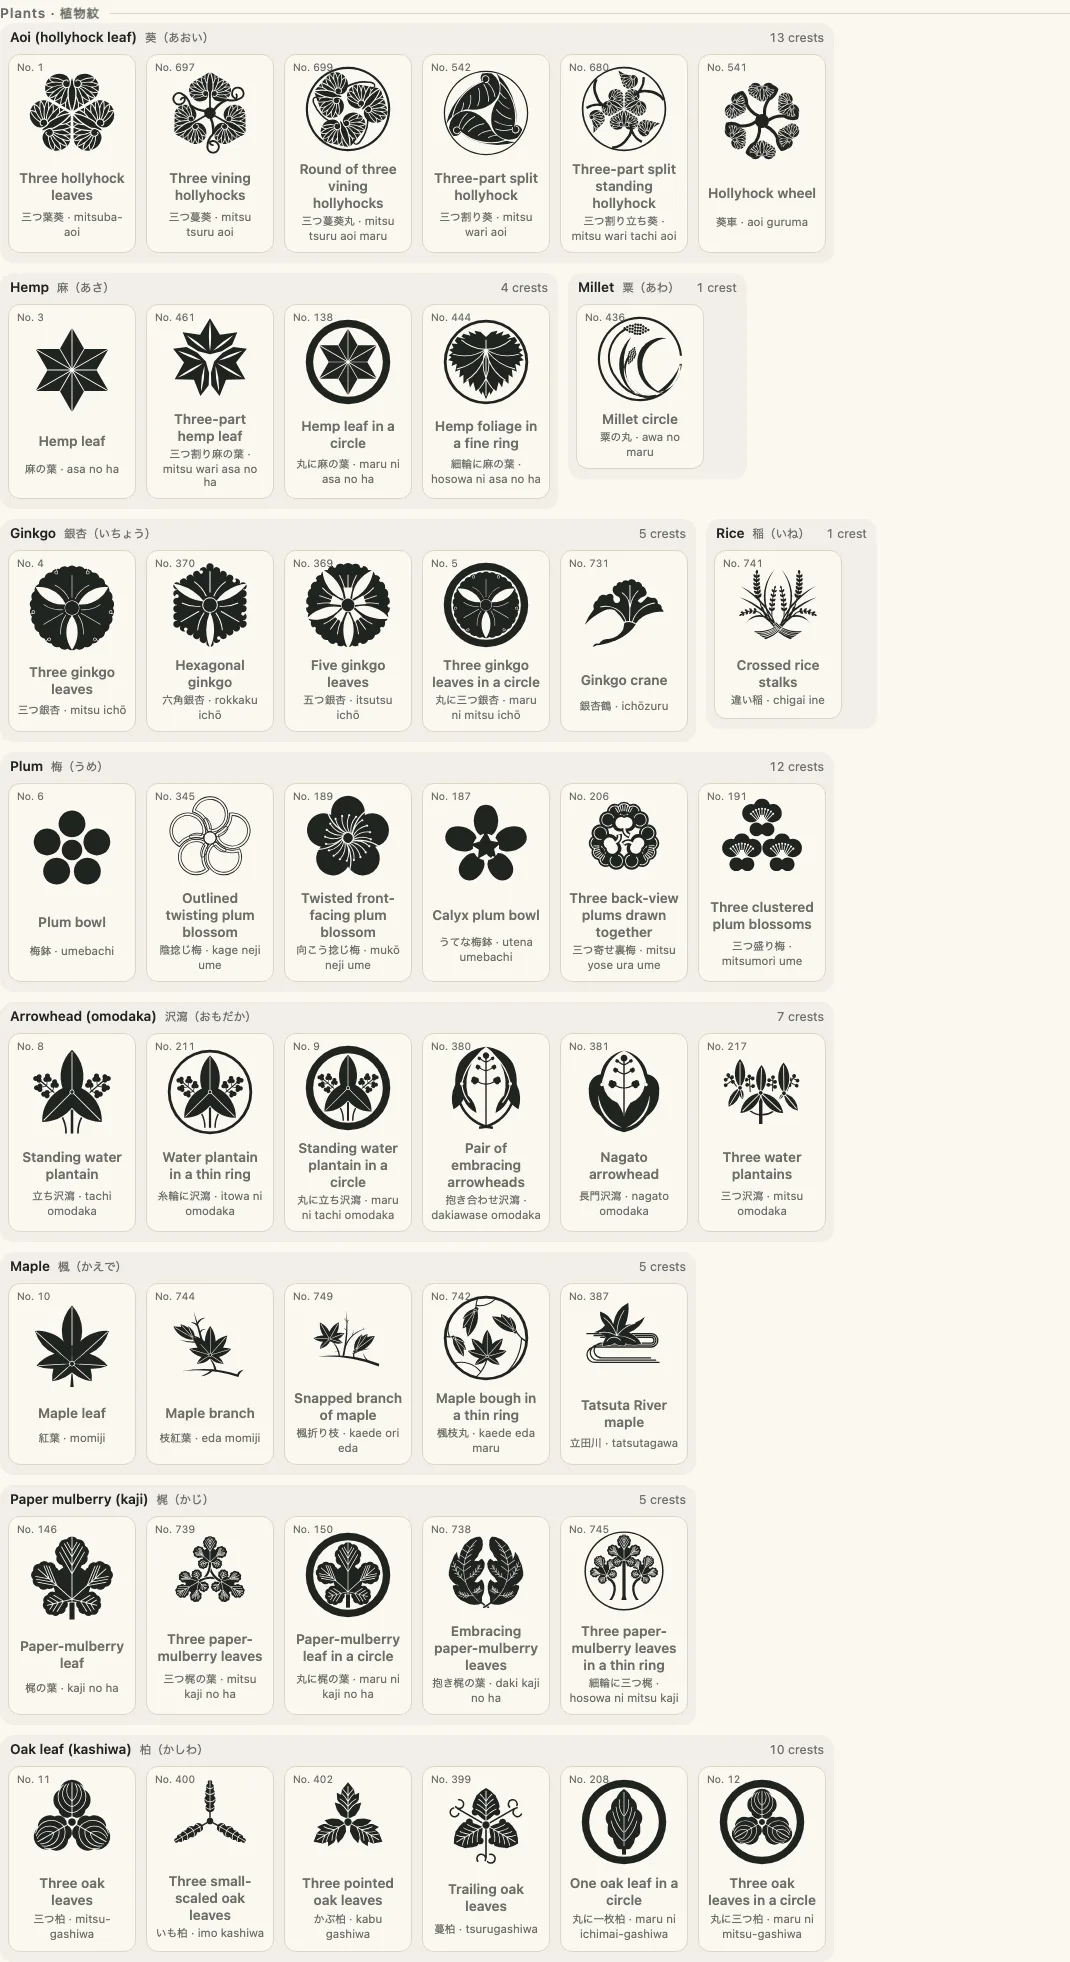 Plants · 植物紋
Aoi (hollyhock leaf) 葵（あおい） 13 crests
No. 1
Three hollyhock
leaves
三つ葉葵 · mitsuba-
aoi
No. 697
Three vining
hollyhocks
三つ蔓葵 · mitsu
tsuru aoi
No. 699
Round of three
vining
hollyhocks
三つ蔓葵丸 · mitsu
tsuru aoi maru
No. 542
Three-part split
hollyhock
三つ割り葵 · mitsu
wari aoi
No. 680
Three-part split
standing
hollyhock
三つ割り立ち葵 ·
mitsu wari tachi aoi
No. 541
Hollyhock wheel
葵車 · aoi guruma
Hemp 麻（あさ） 4 crests
No. 3
Hemp leaf
麻の葉 · asa no ha
No. 461
Three-part
hemp leaf
三つ割り麻の葉 ·
mitsu wari asa no
ha
No. 138
Hemp leaf in a
circle
丸に麻の葉 · maru ni
asa no ha
No. 444
Hemp foliage in
a fine ring
細輪に麻の葉 ·
hosowa ni asa no ha
Millet 粟（あわ） 1 crest
No. 436
Millet circle
粟の丸 · awa no
maru
Ginkgo 銀杏（いちょう） 5 crests
No. 4
Three ginkgo
leaves
三つ銀杏 · mitsu ichō
No. 370
Hexagonal
ginkgo
六角銀杏 · rokkaku
ichō
No. 369
Five ginkgo
leaves
五つ銀杏 · itsutsu
ichō
No. 5
Three ginkgo
leaves in a circle
丸に三つ銀杏 · maru
ni mitsu ichō
No. 731
Ginkgo crane
銀杏鶴 · ichōzuru
Rice 稲（いね） 1 crest
No. 741
Crossed rice
stalks
違い稲 · chigai ine
Plum 梅（うめ） 12 crests
No. 6
Plum bowl
梅鉢 · umebachi
No. 345
Outlined
twisting plum
blossom
陰捻じ梅 · kage neji
ume
No. 189
Twisted front-
facing plum
blossom
向こう捻じ梅 · mukō
neji ume
No. 187
Calyx plum bowl
うてな梅鉢 · utena
umebachi
No. 206
Three back-view
plums drawn
together
三つ寄せ裏梅 · mitsu
yose ura ume
No. 191
Three clustered
plum blossoms
三つ盛り梅 ·
mitsumori ume
Arrowhead (omodaka) 沢瀉（おもだか） 7 crests
No. 8
Standing water
plantain
立ち沢瀉 · tachi
omodaka
No. 211
Water plantain
in a thin ring
糸輪に沢瀉 · itowa ni
omodaka
No. 9
Standing water
plantain in a
circle
丸に立ち沢瀉 · maru
ni tachi omodaka
No. 380
Pair of
embracing
arrowheads
抱き合わせ沢瀉 ·
dakiawase omodaka
No. 381
Nagato
arrowhead
長門沢瀉 · nagato
omodaka
No. 217
Three water
plantains
三つ沢瀉 · mitsu
omodaka
Maple 楓（かえで） 5 crests
No. 10
Maple leaf
紅葉 · momiji
No. 744
Maple branch
枝紅葉 · eda momiji
No. 749
Snapped branch
of maple
楓折り枝 · kaede ori
eda
No. 742
Maple bough in
a thin ring
楓枝丸 · kaede eda
maru
No. 387
Tatsuta River
maple
立田川 · tatsutagawa
Paper mulberry (kaji) 梶（かじ） 5 crests
No. 146
Paper-mulberry
leaf
梶の葉 · kaji no ha
No. 739
Three paper-
mulberry leaves
三つ梶の葉 · mitsu
kaji no ha
No. 150
Paper-mulberry
leaf in a circle
丸に梶の葉 · maru ni
kaji no ha
No. 738
Embracing
paper-mulberry
leaves
抱き梶の葉 · daki kaji
no ha
No. 745
Three paper-
mulberry leaves
in a thin ring
細輪に三つ梶 ·
hosowa ni mitsu kaji
Oak leaf (kashiwa) 柏（かしわ） 10 crests
No. 11
Three oak
leaves
三つ柏 · mitsu-
gashiwa
No. 400
Three small-
scaled oak
leaves
いも柏 · imo kashiwa
No. 402
Three pointed
oak leaves
かぶ柏 · kabu
gashiwa
No. 399
Trailing oak
leaves
蔓柏 · tsurugashiwa
No. 208
One oak leaf in a
circle
丸に一枚柏 · maru ni
ichimai-gashiwa
No. 12
Three oak
leaves in a circle
丸に三つ柏 · maru ni
mitsu-gashiwa